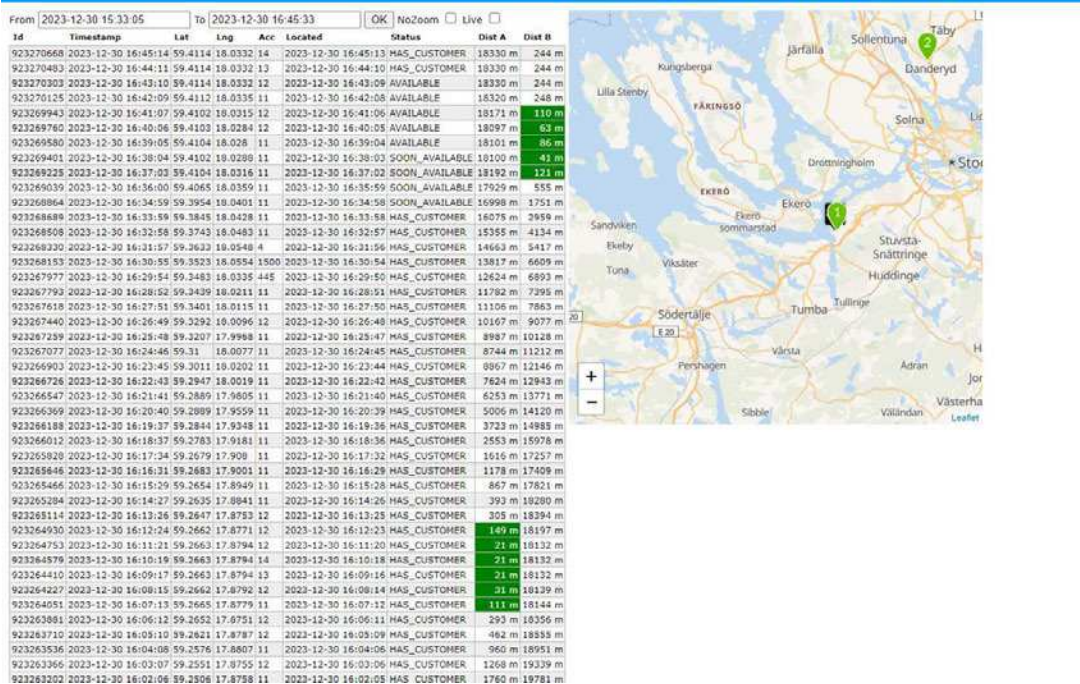 From 2023-12-30 15:33:05 To 2023-12-30 16:45:33 OK NoZoom Live
Id Timestamp Lat Lng Acc Located Status Dist A Dist B
923270668 2023-12-30 16:45:14 59.4114 18.0332 14 2023-12-30 16:45:13 HAS_CUSTOMER 18330 m 244 m
923270483 2023-12-30 16:44:11 59.4114 18.0332 13 2023-12-30 16:44:10 HAS_CUSTOMER 18330 m 244 m
923270303 2023-12-30 16:43:10 59.4114 18.0332 12 2023-12-30 16:43:09 AVAILABLE 18330 m 244 m
923270125 2023-12-30 16:42:09 59.4112 18.0335 11 2023-12-30 16:42:08 AVAILABLE 18320 m 248 m
923269943 2023-12-30 16:41:07 59.4102 18.0315 12 2023-12-30 16:41:06 AVAILABLE 18171 m 110 m
923269760 2023-12-30 16:40:06 59.4103 18.0284 12 2023-12-30 16:40:05 AVAILABLE 18097 m 63 m
923269580 2023-12-30 16:39:05 59.4104 18.028 11 2023-12-30 16:39:04 AVAILABLE 18101 m 86 m
923269401 2023-12-30 16:38:04 59.4102 18.0288 11 2023-12-30 16:38:03 SOON_AVAILABLE 18100 m 41 m
923269225 2023-12-30 16:37:03 59.4104 18.0316 11 2023-12-30 16:37:02 SOON_AVAILABLE 18192 m 121 m
923269039 2023-12-30 16:36:00 59.4065 18.0359 11 2023-12-30 16:35:59 SOON_AVAILABLE 17929 m 555 m
923268864 2023-12-30 16:34:59 59.3954 18.0401 11 2023-12-30 16:34:58 SOON_AVAILABLE 16998 m 1751 m
923268689 2023-12-30 16:33:59 59.3845 18.0428 11 2023-12-30 16:33:58 HAS_CUSTOMER 16075 m 2959 m
923268508 2023-12-30 16:32:58 59.3743 18.0483 11 2023-12-30 16:32:57 HAS_CUSTOMER 15355 m 4134 m
923268330 2023-12-30 16:31:57 59.3633 18.0548 4 2023-12-30 16:31:56 HAS_CUSTOMER 14663 m 5417 m
923268153 2023-12-30 16:30:55 59.3523 18.0554 1500 2023-12-30 16:30:54 HAS_CUSTOMER 13817 m 6609 m
923267977 2023-12-30 16:29:54 59.3483 18.0335 445 2023-12-30 16:29:50 HAS_CUSTOMER 12624 m 6893 m
923267793 2023-12-30 16:28:52 59.3439 18.0211 11 2023-12-30 16:28:51 HAS_CUSTOMER 11782 m 7395 m
923267618 2023-12-30 16:27:51 59.3401 18.0115 11 2023-12-30 16:27:50 HAS_CUSTOMER 11106 m 7863 m
923267440 2023-12-30 16:26:49 59.3292 18.0096 12 2023-12-30 16:26:48 HAS_CUSTOMER 10167 m 9077 m
923267259 2023-12-30 16:25:48 59.3207 17.9968 11 2023-12-30 16:25:47 HAS_CUSTOMER 8987 m 10128 m
923267077 2023-12-30 16:24:46 59.31 18.0077 11 2023-12-30 16:24:45 HAS_CUSTOMER 8744 m 11212 m
923266903 2023-12-30 16:23:45 59.3011 18.0202 11 2023-12-30 16:23:44 HAS_CUSTOMER 8867 m 12146 m
923266726 2023-12-30 16:22:43 59.2947 18.0019 11 2023-12-30 16:22:42 HAS_CUSTOMER 7624 m 12943 m
923266547 2023-12-30 16:21:41 59.2889 17.9805 11 2023-12-30 16:21:40 HAS_CUSTOMER 6253 m 13771 m
923266369 2023-12-30 16:20:40 59.2889 17.9559 11 2023-12-30 16:20:39 HAS_CUSTOMER 5006 m 14120 m
923266188 2023-12-30 16:19:37 59.2844 17.9348 11 2023-12-30 16:19:36 HAS_CUSTOMER 3723 m 14985 m
923266012 2023-12-30 16:18:37 59.2783 17.9181 11 2023-12-30 16:18:36 HAS_CUSTOMER 2553 m 15978 m
923265828 2023-12-30 16:17:34 59.2679 17.908 11 2023-12-30 16:17:32 HAS_CUSTOMER 1616 m 17257 m
923265646 2023-12-30 16:16:31 59.2683 17.9001 11 2023-12-30 16:16:29 HAS_CUSTOMER 1178 m 17409 m
923265466 2023-12-30 16:15:29 59.2654 17.8949 11 2023-12-30 16:15:28 HAS_CUSTOMER 867 m 17821 m
923265284 2023-12-30 16:14:27 59.2635 17.8841 11 2023-12-30 16:14:26 HAS_CUSTOMER 393 m 18280 m
923265114 2023-12-30 16:13:26 59.2647 17.8753 12 2023-12-30 16:13:25 HAS_CUSTOMER 305 m 18394 m
923264930 2023-12-30 16:12:24 59.2662 17.8771 12 2023-12-30 16:12:23 HAS_CUSTOMER 149 m 18197 m
923264753 2023-12-30 16:11:21 59.2663 17.8794 12 2023-12-30 16:11:20 HAS_CUSTOMER 21 m 18132 m
923264579 2023-12-30 16:10:19 59.2663 17.8794 14 2023-12-30 16:10:18 HAS_CUSTOMER 21 m 18132 m
923264410 2023-12-30 16:09:17 59.2663 17.8794 13 2023-12-30 16:09:16 HAS_CUSTOMER 21 m 18132 m
923264227 2023-12-30 16:08:15 59.2662 17.8792 12 2023-12-30 16:08:14 HAS_CUSTOMER 31 m 18139 m
923264051 2023-12-30 16:07:13 59.2665 17.8779 11 2023-12-30 16:07:12 HAS_CUSTOMER 111 m 18144 m
923263881 2023-12-30 16:06:12 59.2652 17.8751 12 2023-12-30 16:06:11 HAS_CUSTOMER 293 m 18356 m
923263710 2023-12-30 16:05:10 59.2621 17.8787 12 2023-12-30 16:05:09 HAS_CUSTOMER 462 m 18555 m
923263536 2023-12-30 16:04:08 59.2576 17.8807 11 2023-12-30 16:04:06 HAS_CUSTOMER 960 m 18951 m
923263366 2023-12-30 16:03:07 59.2551 17.8755 12 2023-12-30 16:03:06 HAS_CUSTOMER 1268 m 19339 m
923263202 2023-12-30 16:02:06 59.2506 17.8758 11 2023-12-30 16:02:05 HAS_CUSTOMER 1760 m 19781 m
Täby
Sollentuna
2
Järfälla
Kungsberga
Danderyd
Lilla Stenby
FÄRINGSÖ
Solna
Drottningholm
Sto
EKERÖ
Ekerö
1
Ekerö
sommarstad
Sandviken
Ekeby
Stuvsta-
Snättringe
Viksäter
Tuna
Huddinge
Tullinge
Tumba
Södertälje
20
E 20
Vårsta
Pershagen
Ådran
Jor
+
−
Västerha
Sibble
Väländan
Leaflet